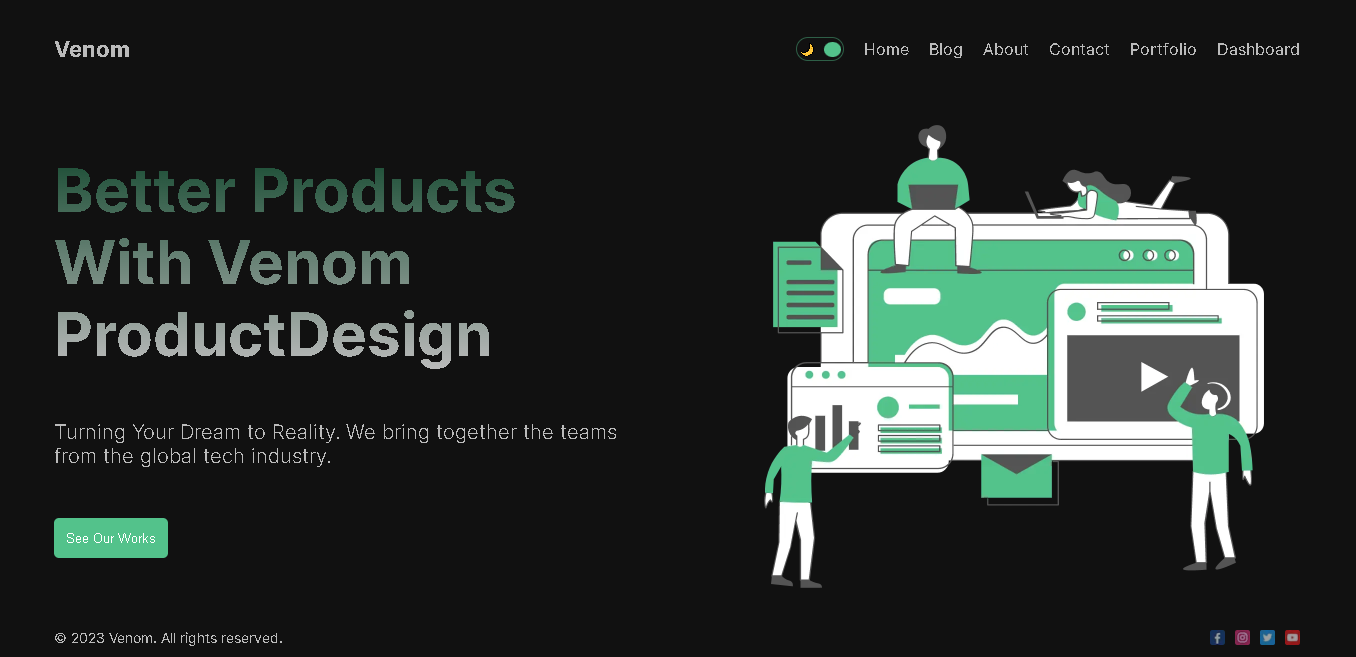 Venom
Home Blog About Contact Portfolio Dashboard
Better Products
With Venom
ProductDesign
Turning Your Dream to Reality. We bring together the teams
from the global tech industry.
See Our Works
© 2023 Venom. All rights reserved.